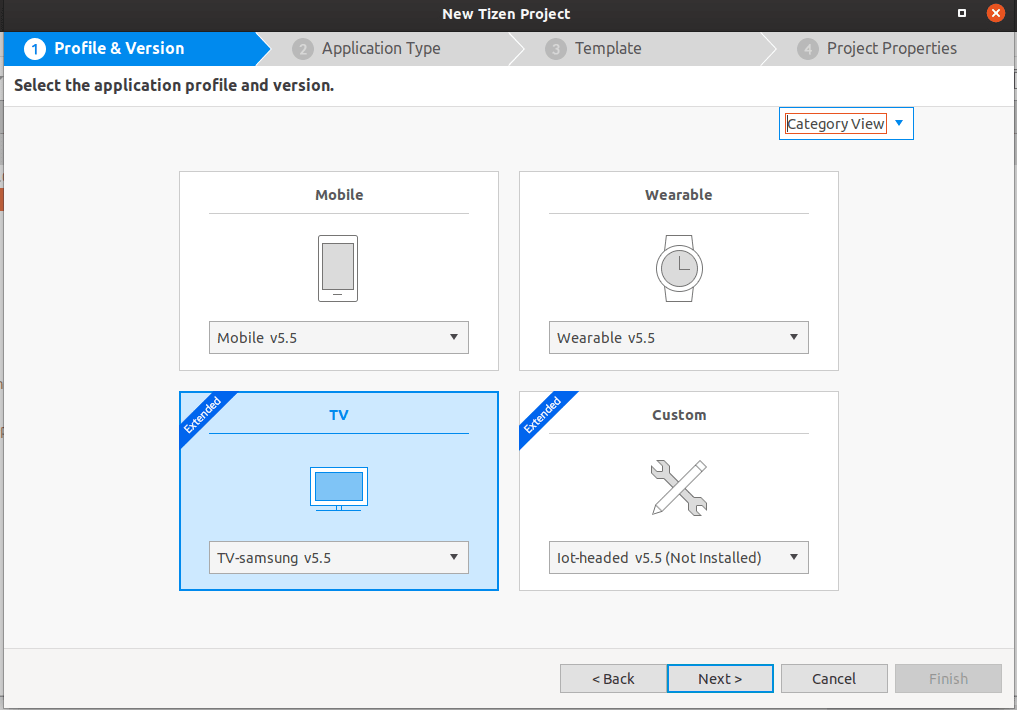 New Tizen Project
1 Profile & Version
2 Application Type
3 Template
4 Project Properties
Select the application profile and version.
Category View
Mobile
Mobile v5.5
Wearable
Wearable v5.5
Extended
TV
TV-samsung v5.5
Extended
Custom
Iot-headed v5.5 (Not Installed)
< Back
Next >
Cancel
Finish